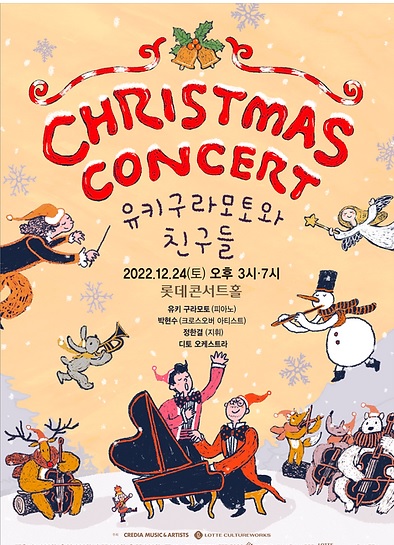 CHRISTMAS
CONCERT
유키구라모토와
친구들
2022.12.24(토) 오후 3시·7시
롯데콘서트홀
유키 구라모토 (피아노)
박현수 (크로스오버 아티스트)
정한결 (지휘)
디토 오케스트라
CREDIA MUSIC & ARTISTS LOTTE CULTUREWORKS